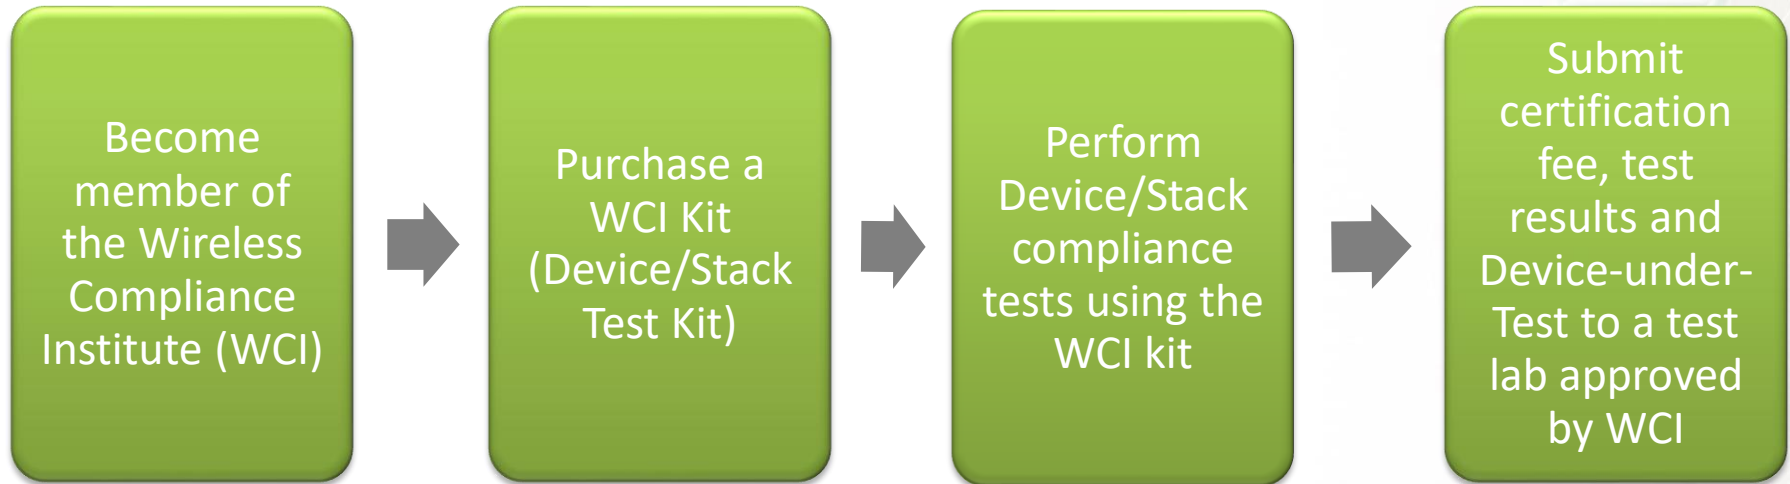 Become
member of
the Wireless
Compliance
Institute (WCI)
Purchase a
WCI Kit
(Device/Stack
Test Kit)
Perform
Device/Stack
compliance
tests using the
WCI kit
Submit
certification
fee, test
results and
Device-under-
Test to a test
lab approved
by WCI